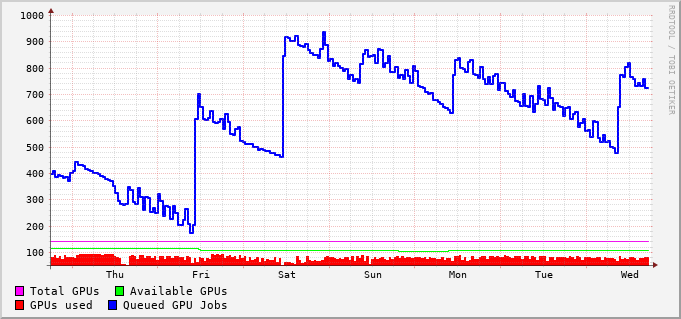 1000
900
800
700
600
500
400
300
200
100
Thu Fri Sat Sun Mon Tue Wed
RRDTOOL / TOBI OETIKER
Total GPUs Available GPUs
GPUs used Queued GPU Jobs